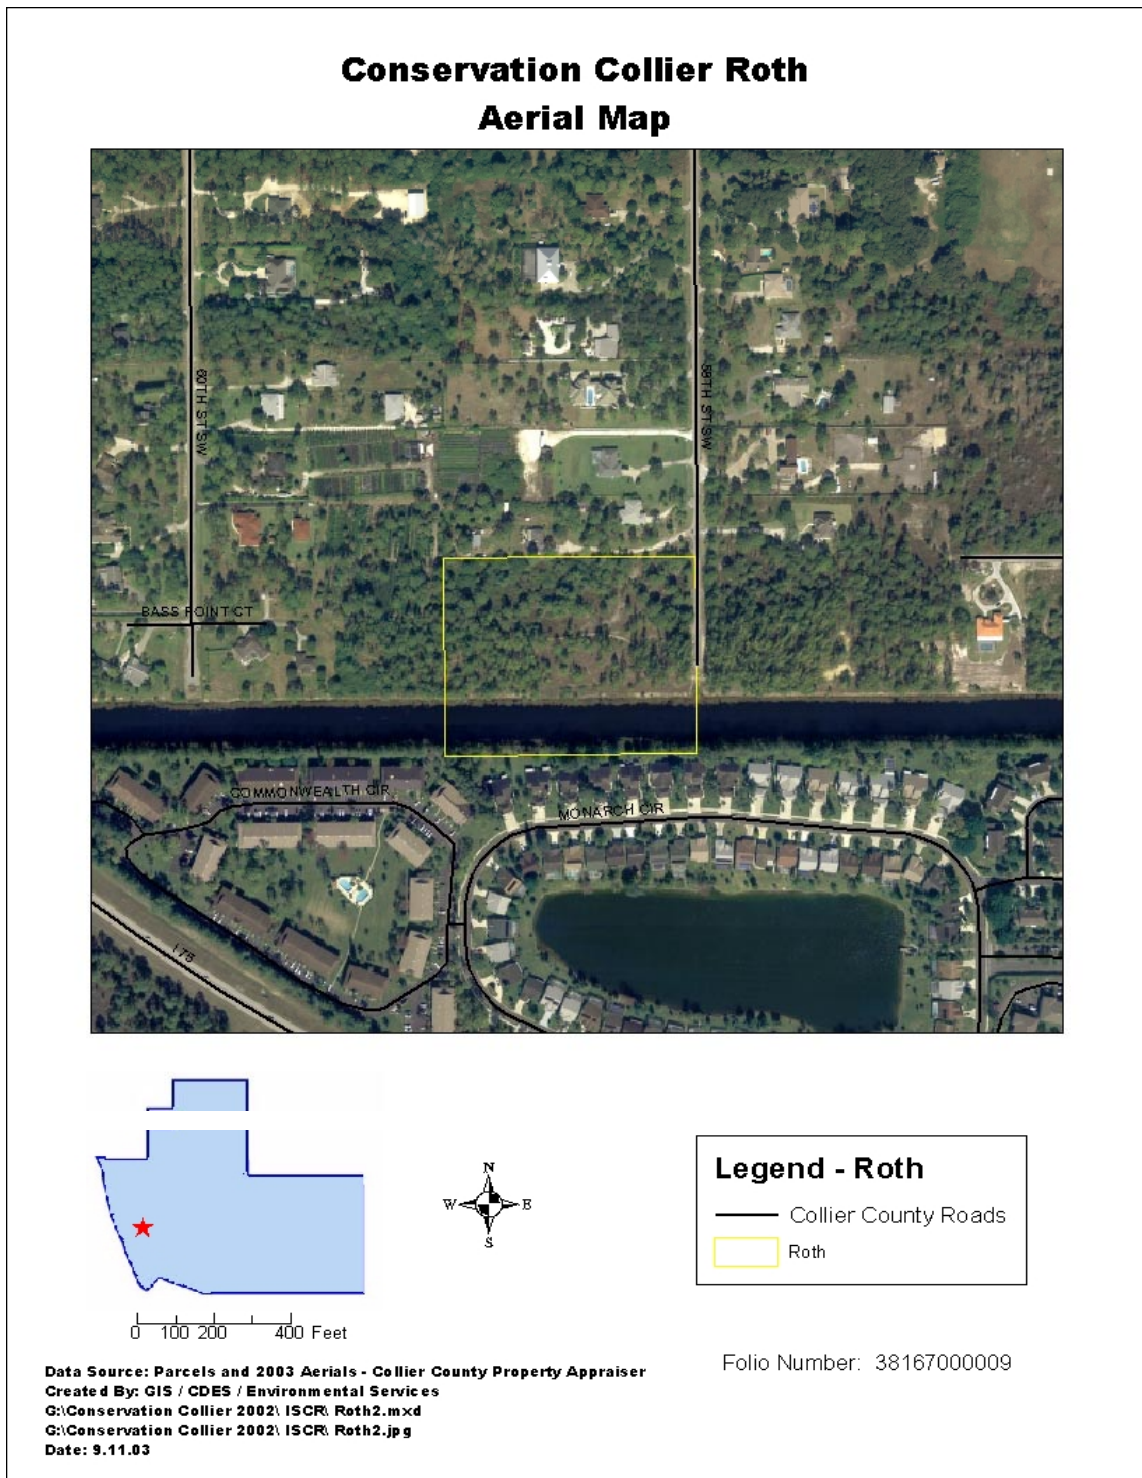 Conservation Collier Roth
Aerial Map
60TH ST SW
58TH ST SW
BASS POINT CT
COMMONWEALTH CIR
MONARCH CIR
I 75
N
W E
S
Legend - Roth
Collier County Roads
Roth
0 100 200 400 Feet
Folio Number: 38167000009
Data Source: Parcels and 2003 Aerials - Collier County Property Appraiser
Created By: GIS / CDES / Environmental Services
G:\Conservation Collier 2002\ ISCR\ Roth2.mxd
G:\Conservation Collier 2002\ ISCR\ Roth2.jpg
Date: 9.11.03